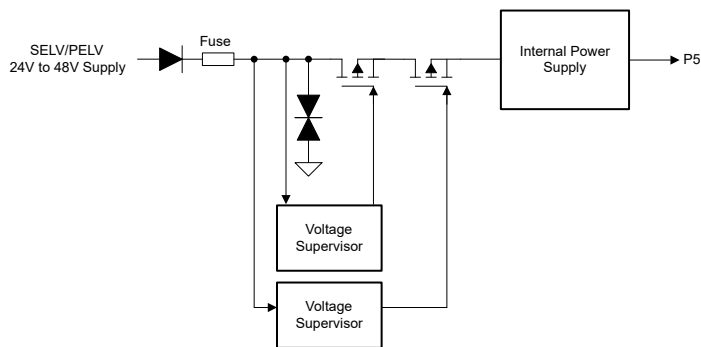 SELV/PELV
24V to 48V Supply
Fuse
Internal Power
Supply
P5
Voltage
Supervisor
Voltage
Supervisor